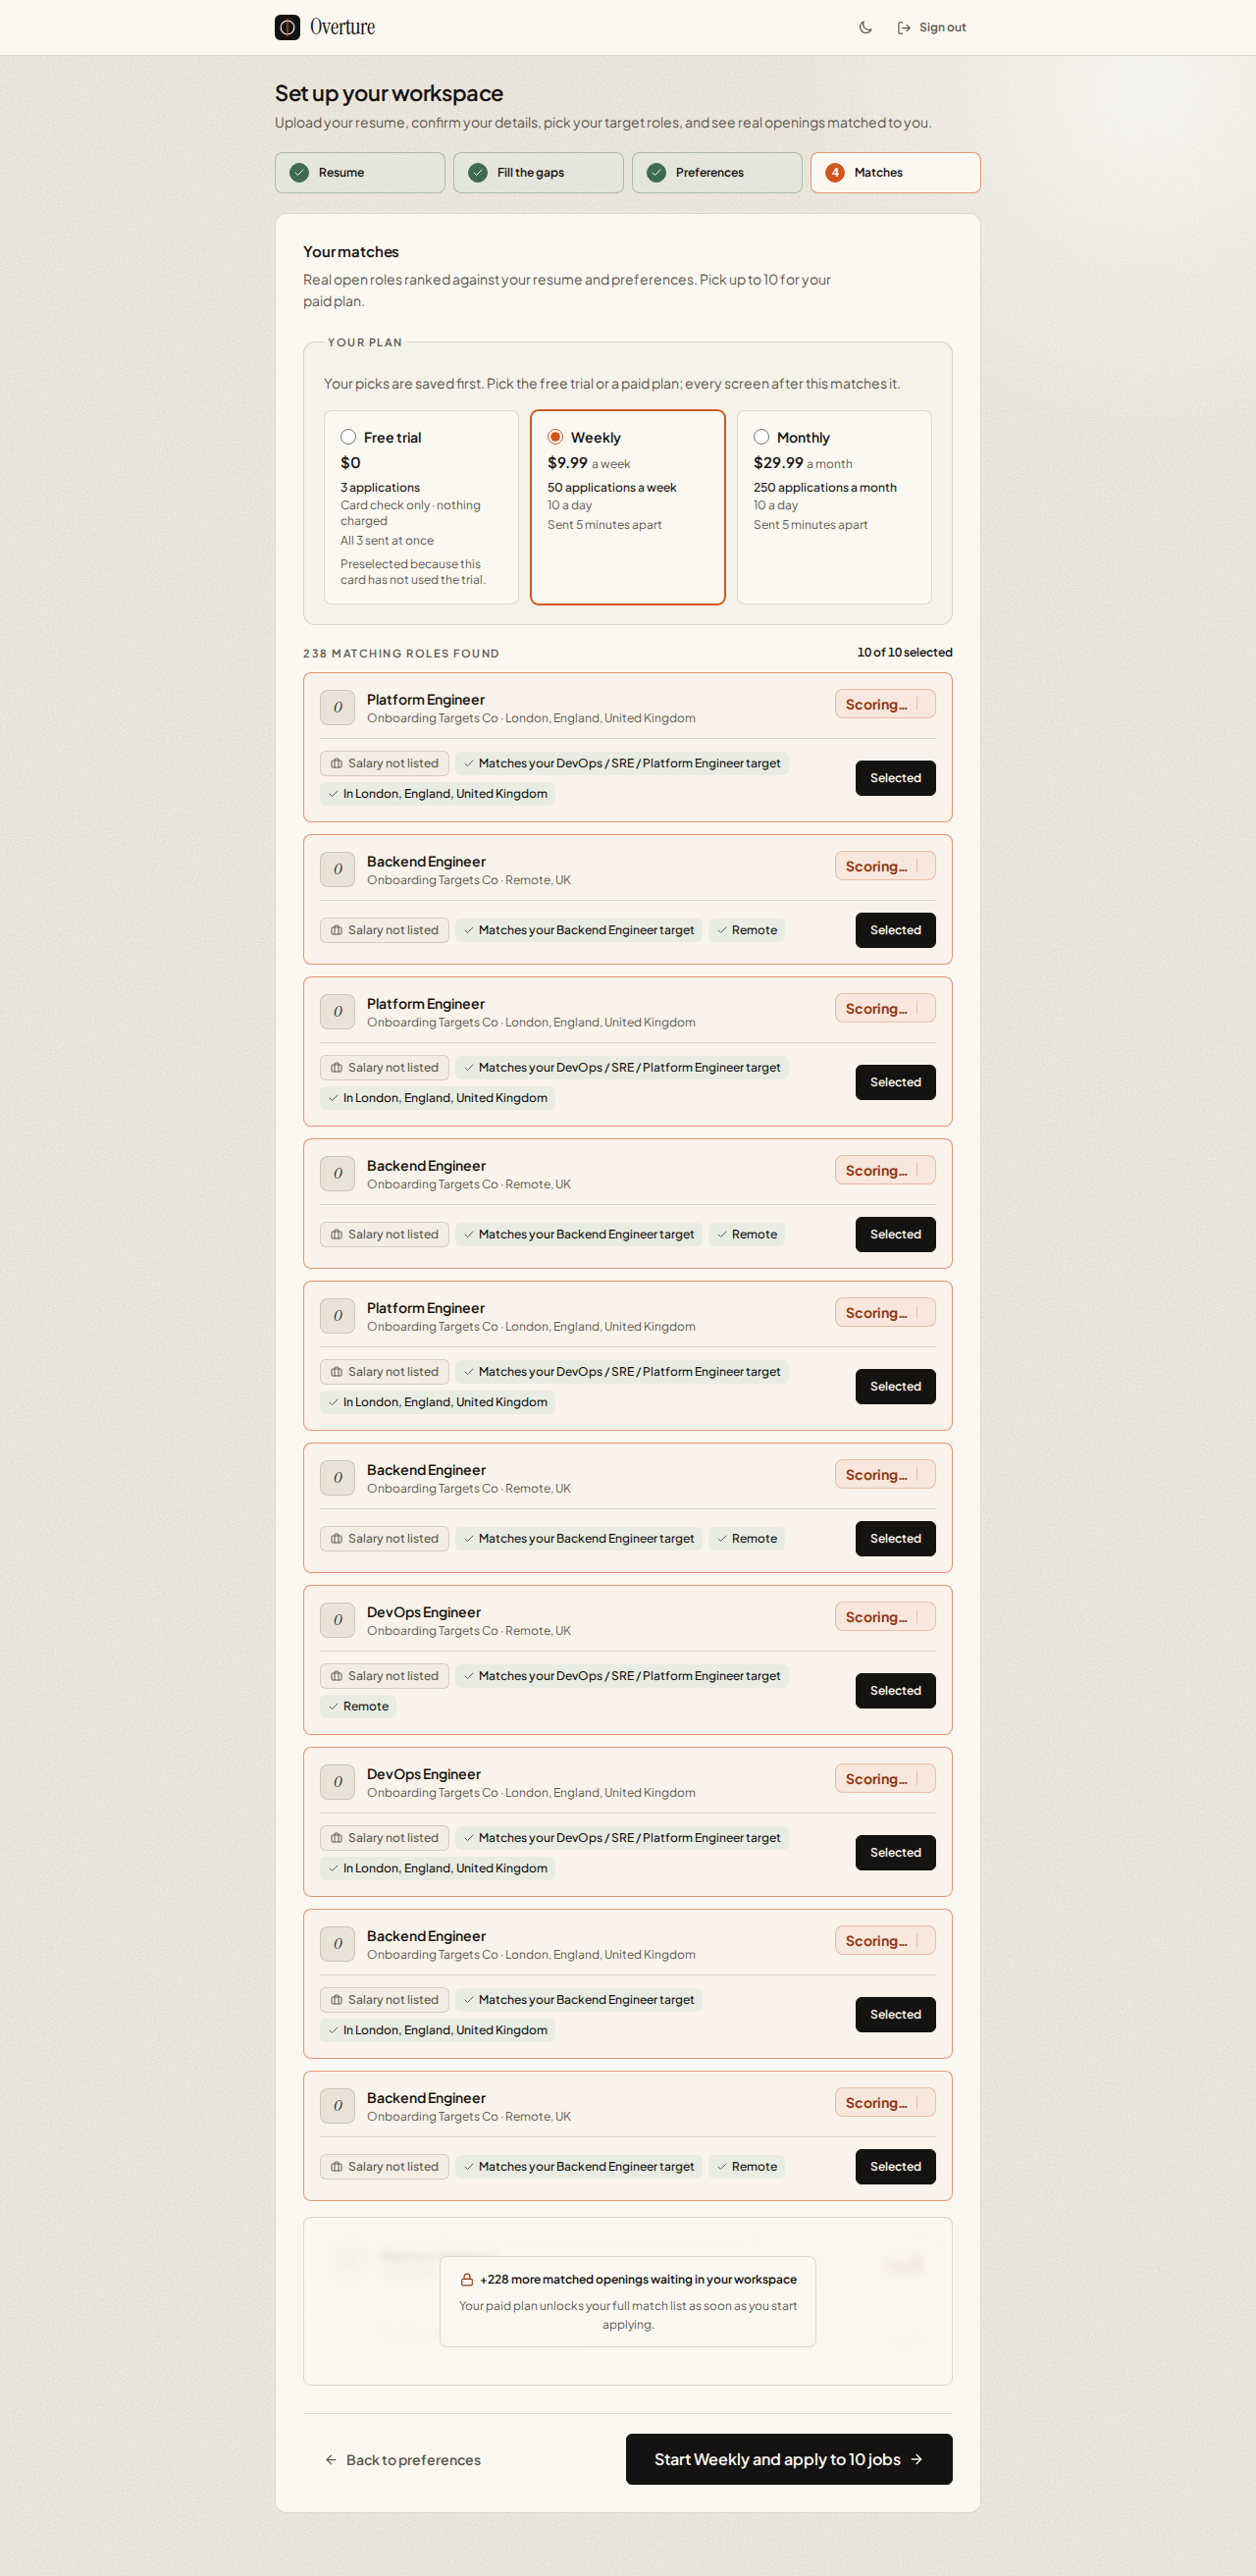 Overture
Sign out
Set up your workspace
Upload your resume, confirm your details, pick your target roles, and see real openings matched to you.
Resume
Fill the gaps
Preferences
4 Matches
Your matches
Real open roles ranked against your resume and preferences. Pick up to 10 for your
paid plan.
YOUR PLAN
Your picks are saved first. Pick the free trial or a paid plan; every screen after this matches it.
Free trial
$0
3 applications
Card check only · nothing
charged
All 3 sent at once
Preselected because this
card has not used the trial.
Weekly
$9.99 a week
50 applications a week
10 a day
Sent 5 minutes apart
Monthly
$29.99 a month
250 applications a month
10 a day
Sent 5 minutes apart
238 MATCHING ROLES FOUND
10 of 10 selected
O
Platform Engineer
Onboarding Targets Co · London, England, United Kingdom
Scoring…
Salary not listed
Matches your DevOps / SRE / Platform Engineer target
In London, England, United Kingdom
Selected
O
Backend Engineer
Onboarding Targets Co · Remote, UK
Scoring…
Salary not listed
Matches your Backend Engineer target
Remote
Selected
O
Platform Engineer
Onboarding Targets Co · London, England, United Kingdom
Scoring…
Salary not listed
Matches your DevOps / SRE / Platform Engineer target
In London, England, United Kingdom
Selected
O
Backend Engineer
Onboarding Targets Co · Remote, UK
Scoring…
Salary not listed
Matches your Backend Engineer target
Remote
Selected
O
Platform Engineer
Onboarding Targets Co · London, England, United Kingdom
Scoring…
Salary not listed
Matches your DevOps / SRE / Platform Engineer target
In London, England, United Kingdom
Selected
O
Backend Engineer
Onboarding Targets Co · Remote, UK
Scoring…
Salary not listed
Matches your Backend Engineer target
Remote
Selected
O
DevOps Engineer
Onboarding Targets Co · Remote, UK
Scoring…
Salary not listed
Matches your DevOps / SRE / Platform Engineer target
Remote
Selected
O
DevOps Engineer
Onboarding Targets Co · London, England, United Kingdom
Scoring…
Salary not listed
Matches your DevOps / SRE / Platform Engineer target
In London, England, United Kingdom
Selected
O
Backend Engineer
Onboarding Targets Co · London, England, United Kingdom
Scoring…
Salary not listed
Matches your Backend Engineer target
In London, England, United Kingdom
Selected
O
Backend Engineer
Onboarding Targets Co · Remote, UK
Scoring…
Salary not listed
Matches your Backend Engineer target
Remote
Selected
+228 more matched openings waiting in your workspace
Your paid plan unlocks your full match list as soon as you start
applying.
Back to preferences
Start Weekly and apply to 10 jobs